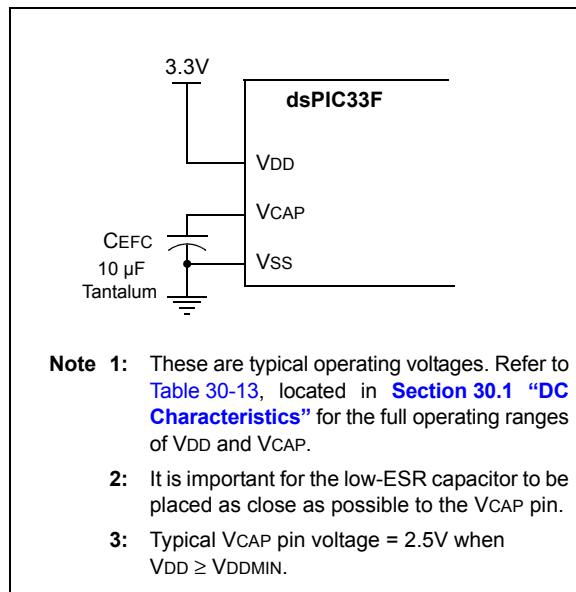 3.3V
dsPIC33F
VDD
VCAP
CEFC
10 µF
Tantalum
VSS
Note 1: These are typical operating voltages. Refer to
Table 30-13, located in Section 30.1 “DC
Characteristics” for the full operating ranges
of VDD and VCAP.
2: It is important for the low-ESR capacitor to be
placed as close as possible to the VCAP pin.
3: Typical VCAP pin voltage = 2.5V when
VDD ≥ VDDMIN.